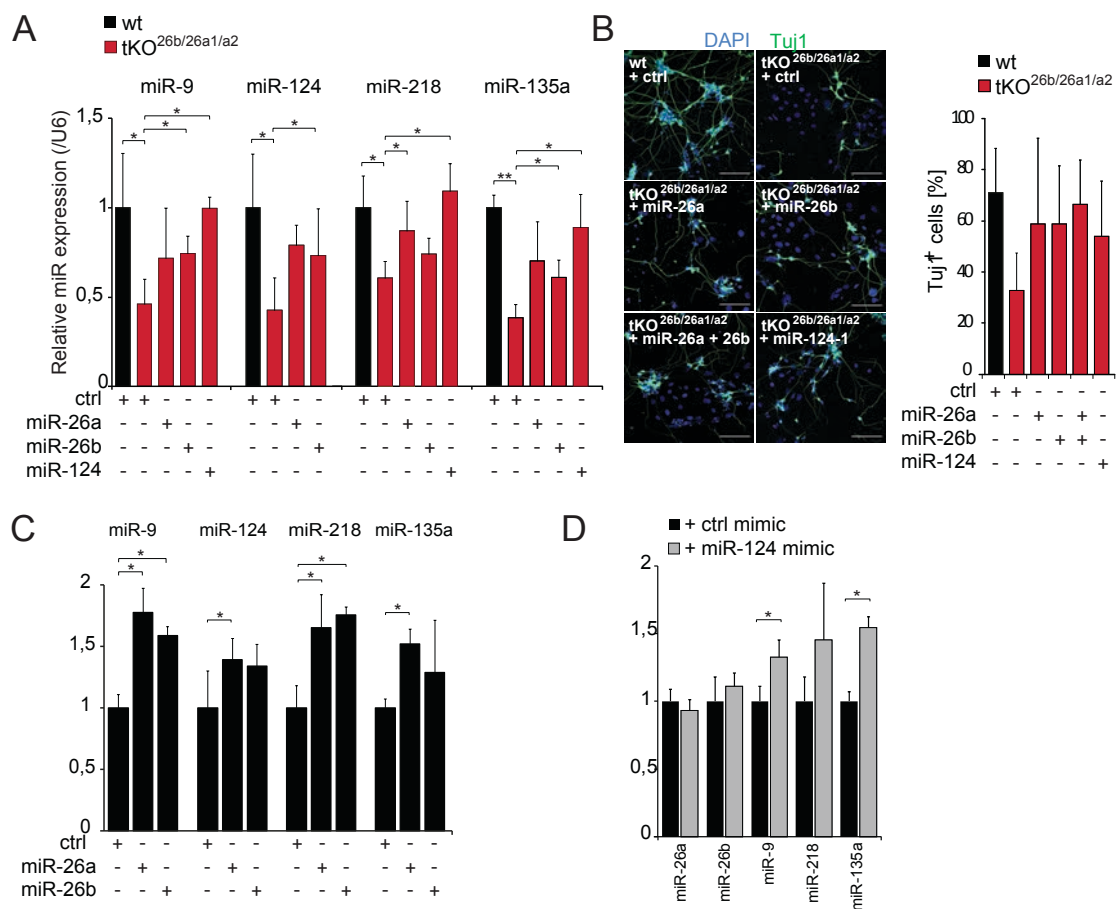 A
wt
tKO26b/26a1/a2
miR-9
miR-124
miR-218
miR-135a
Relative miR expression (/U6)
1,5
1
0,5
0
* * *
* *
* * *
** * *
ctrl + + - - - + + - - + + - - - + + - - -
miR-26a - - + - - - - + - - - + - - - - + - -
miR-26b - - - + - - - - + - - - + - - - - + -
miR-124 - - - - + - - - - - - - - + - - - - +
B
DAPI Tuj1
wt
+ ctrl
tKO26b/26a1/a2
+ ctrl
tKO26b/26a1/a2
+ miR-26a
tKO26b/26a1/a2
+ miR-26b
tKO26b/26a1/a2
+ miR-26a + 26b
tKO26b/26a1/a2
+ miR-124-1
wt
tKO26b/26a1/a2
Tuj1+ cells [%]
100
80
60
40
20
0
ctrl + + - - - -
miR-26a - - + - + -
miR-26b - - - + + -
miR-124 - - - - - +
C
miR-9
miR-124
miR-218
miR-135a
2
1,5
1
0,5
0
* *
*
* *
*
ctrl + - - + - - + - - + - -
miR-26a - + - - + - - + - - + -
miR-26b - - + - - + - - + - - +
D
+ ctrl mimic
+ miR-124 mimic
2
1,5
1
0,5
0
*
*
miR-26a
miR-26b
miR-9
miR-218
miR-135a